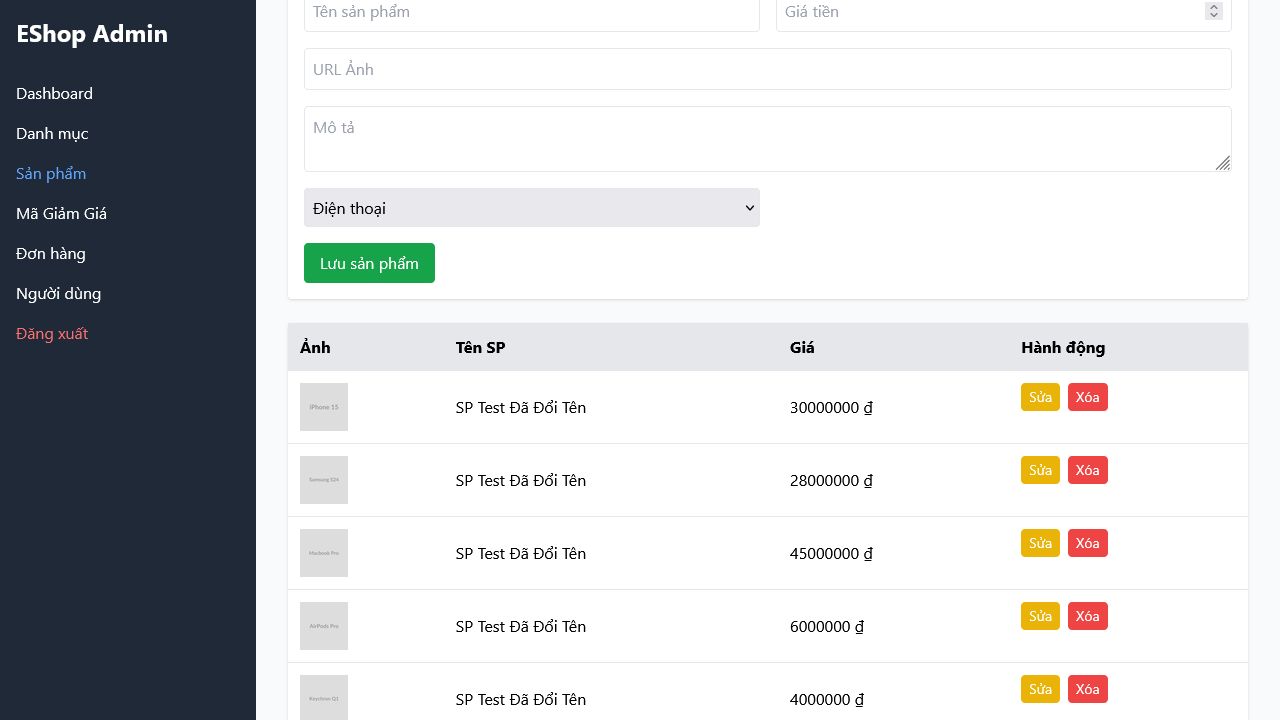 EShop Admin
Dashboard
Danh mục
Sản phẩm
Mã Giảm Giá
Đơn hàng
Người dùng
Đăng xuất
Tên sản phẩm
Giá tiền
URL Ảnh
Mô tả
Điện thoại
Lưu sản phẩm
Ảnh Tên SP Giá Hành động
iPhone 15 SP Test Đã Đổi Tên 30000000 ₫ Sửa Xóa
Samsung S24 SP Test Đã Đổi Tên 28000000 ₫ Sửa Xóa
Macbook Pro SP Test Đã Đổi Tên 45000000 ₫ Sửa Xóa
AirPods Pro SP Test Đã Đổi Tên 6000000 ₫ Sửa Xóa
Keychron Q1 SP Test Đã Đổi Tên 4000000 ₫ Sửa Xóa